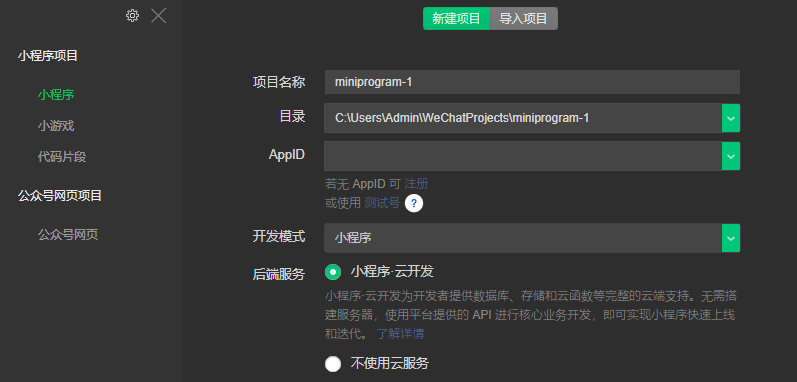 新建项目 导入项目
小程序项目
小程序
小游戏
代码片段
公众号网页项目
公众号网页
项目名称 miniprogram-1
目录 C:\Users\Admin\WeChatProjects\miniprogram-1
AppID
若无 AppID 可 注册
或使用 测试号 ?
开发模式 小程序
后端服务 小程序·云开发
小程序·云开发为开发者提供数据库、存储和云函数等完整的云端支持。无需搭
建服务器，使用平台提供的 API 进行核心业务开发，即可实现小程序快速上线
和迭代。 了解详情
不使用云服务